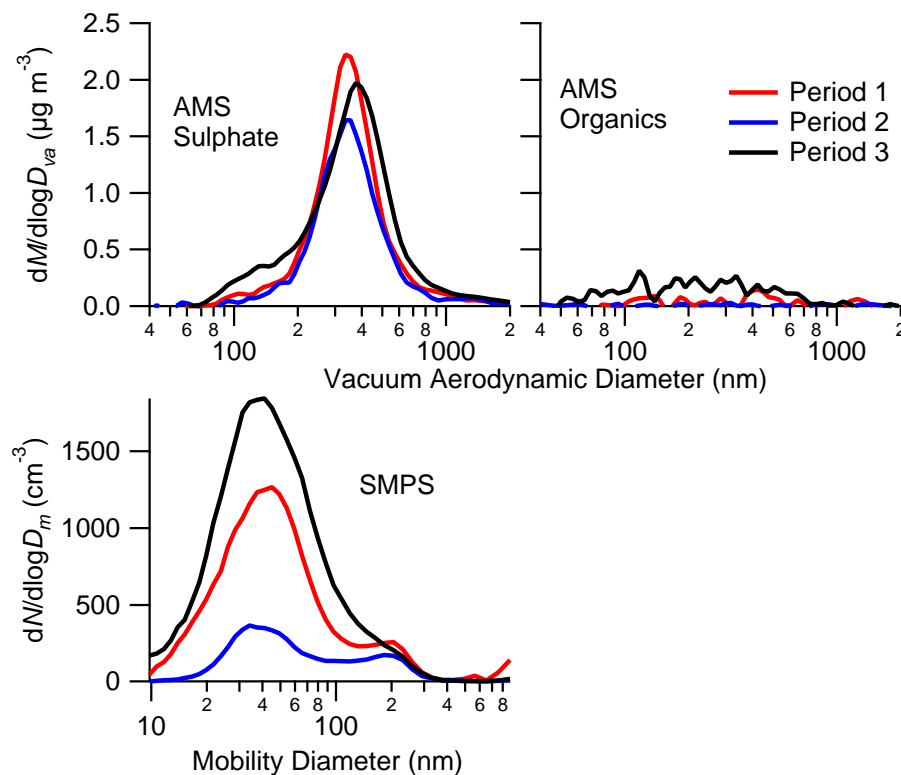 2.5
2.0
1.5
1.0
0.5
0.0
dM/dlogDva (µg m-3)
AMS
Sulphate
4 6 8 100 2 4 6 8 1000 2
AMS
Organics
Period 1
Period 2
Period 3
4 6 8 100 2 4 6 8 1000 2
Vacuum Aerodynamic Diameter (nm)
1500
1000
500
0
dN/dlogDm (cm-3)
SMPS
10 2 4 6 8 100 2 4 6 8
Mobility Diameter (nm)